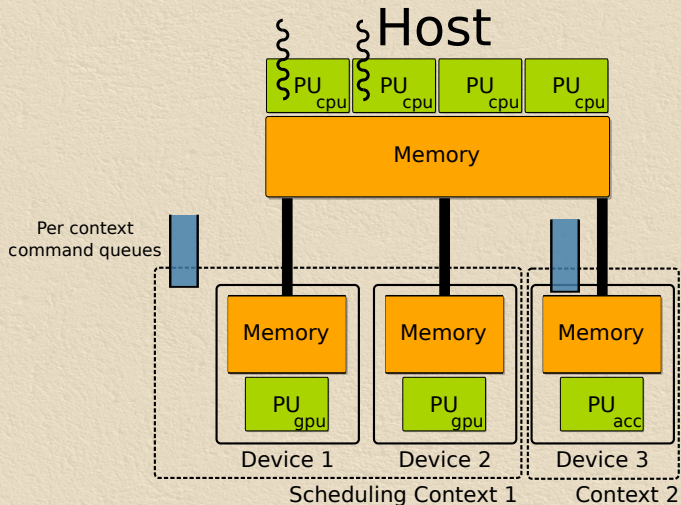 Host
PU cpu
PU cpu
PU cpu
PU cpu
Memory
Per context
command queues
Memory
Memory
Memory
PU gpu
PU gpu
PU acc
Device 1
Device 2
Device 3
Scheduling Context 1
Context 2